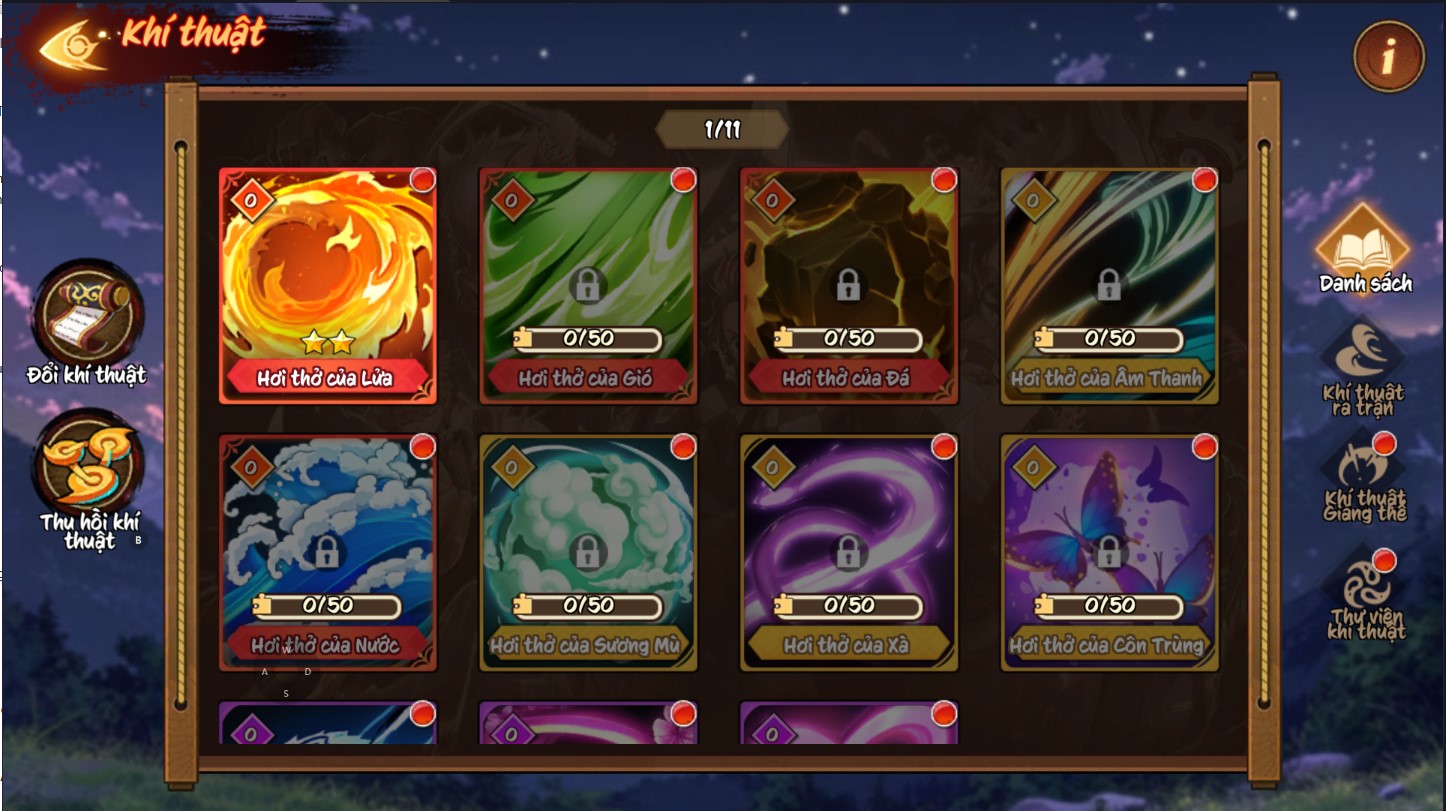 Khí thuật
i
1/11
0
Hơi thở của Lửa
0
0/50
Hơi thở của Gió
0
0/50
Hơi thở của Đá
0
0/50
Hơi thở của Âm Thanh
0
0/50
Hơi thở của Nước
0
0/50
Hơi thở của Sương Mù
0
0/50
Hơi thở của Xà
0
0/50
Hơi thở của Côn Trùng
0
0
0
Đổi khí thuật
Thu hồi khí
thuật
B
W
A
D
S
Danh sách
Khí thuật
ra trận
Khí thuật
Giáng thế
Thư viện
khí thuật